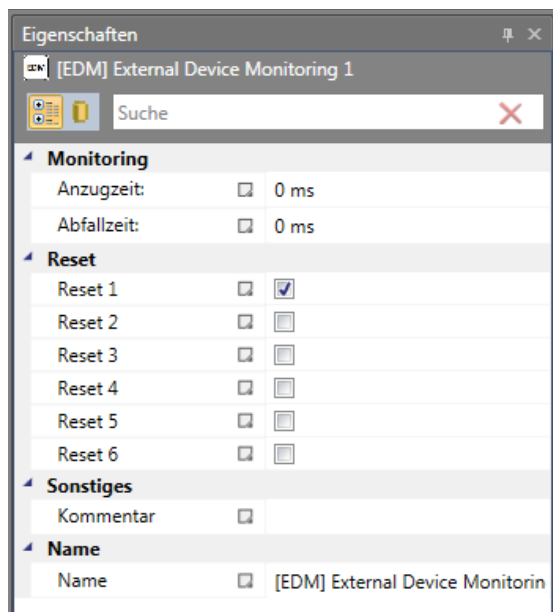 Eigenschaften
[EDM] External Device Monitoring 1
Suche
Monitoring
Anzugzeit: 0 ms
Abfallzeit: 0 ms
Reset
Reset 1
Reset 2
Reset 3
Reset 4
Reset 5
Reset 6
Sonstiges
Kommentar
Name
Name [EDM] External Device Monitorin